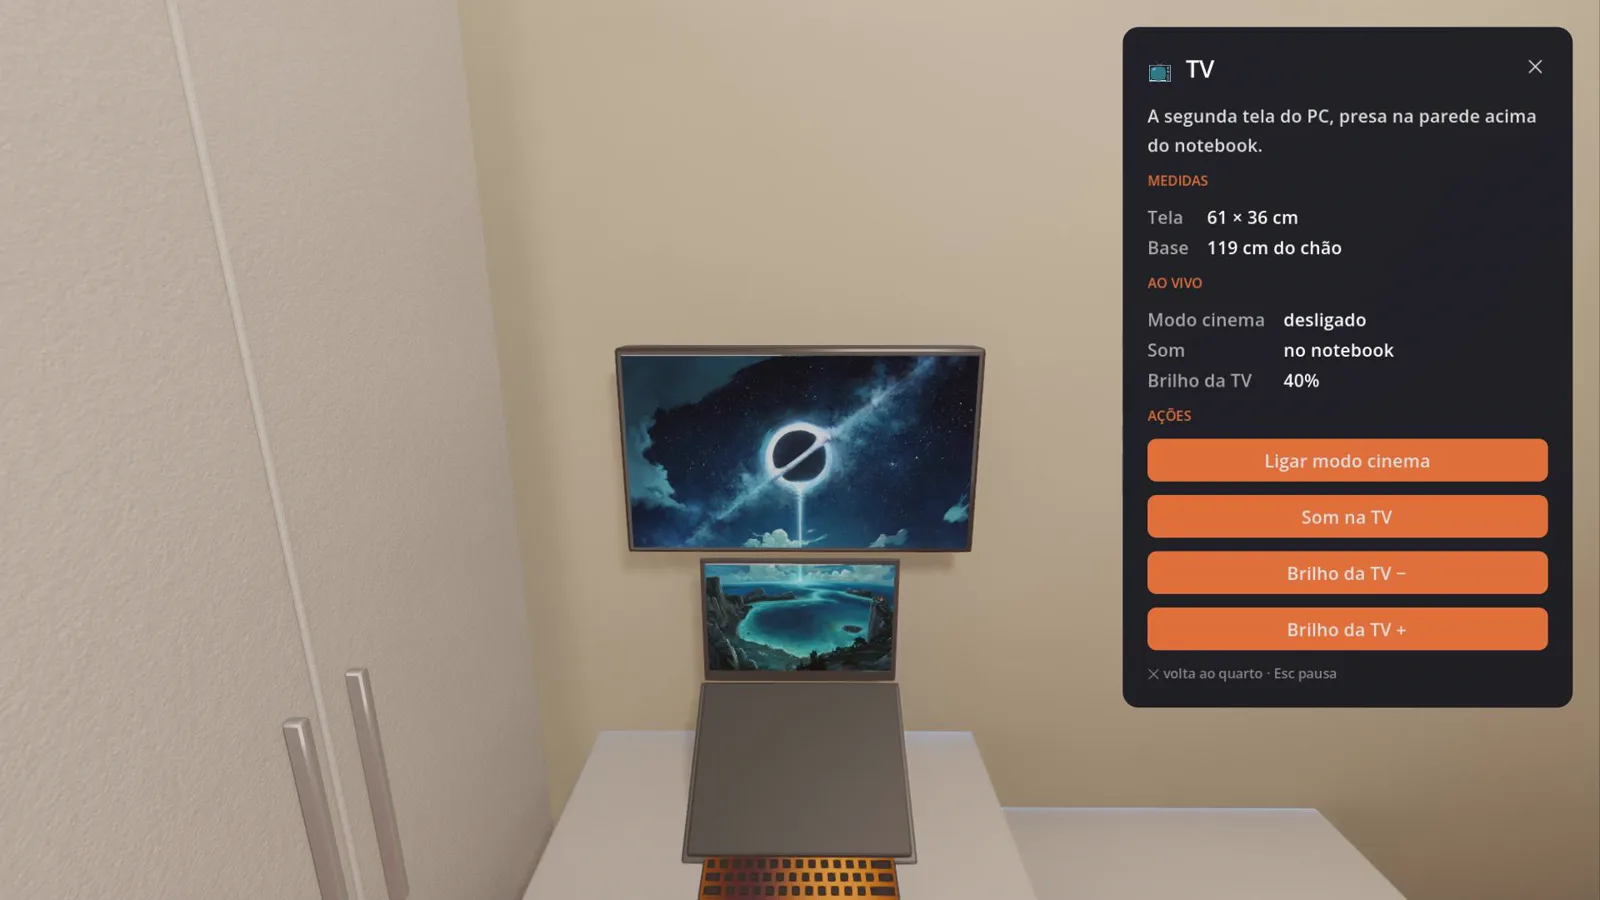 TV
A segunda tela do PC, presa na parede acima
do notebook.
MEDIDAS
Tela 61 × 36 cm
Base 119 cm do chão
AO VIVO
Modo cinema desligado
Som no notebook
Brilho da TV 40%
AÇÕES
Ligar modo cinema
Som na TV
Brilho da TV −
Brilho da TV +
× volta ao quarto · Esc pausa